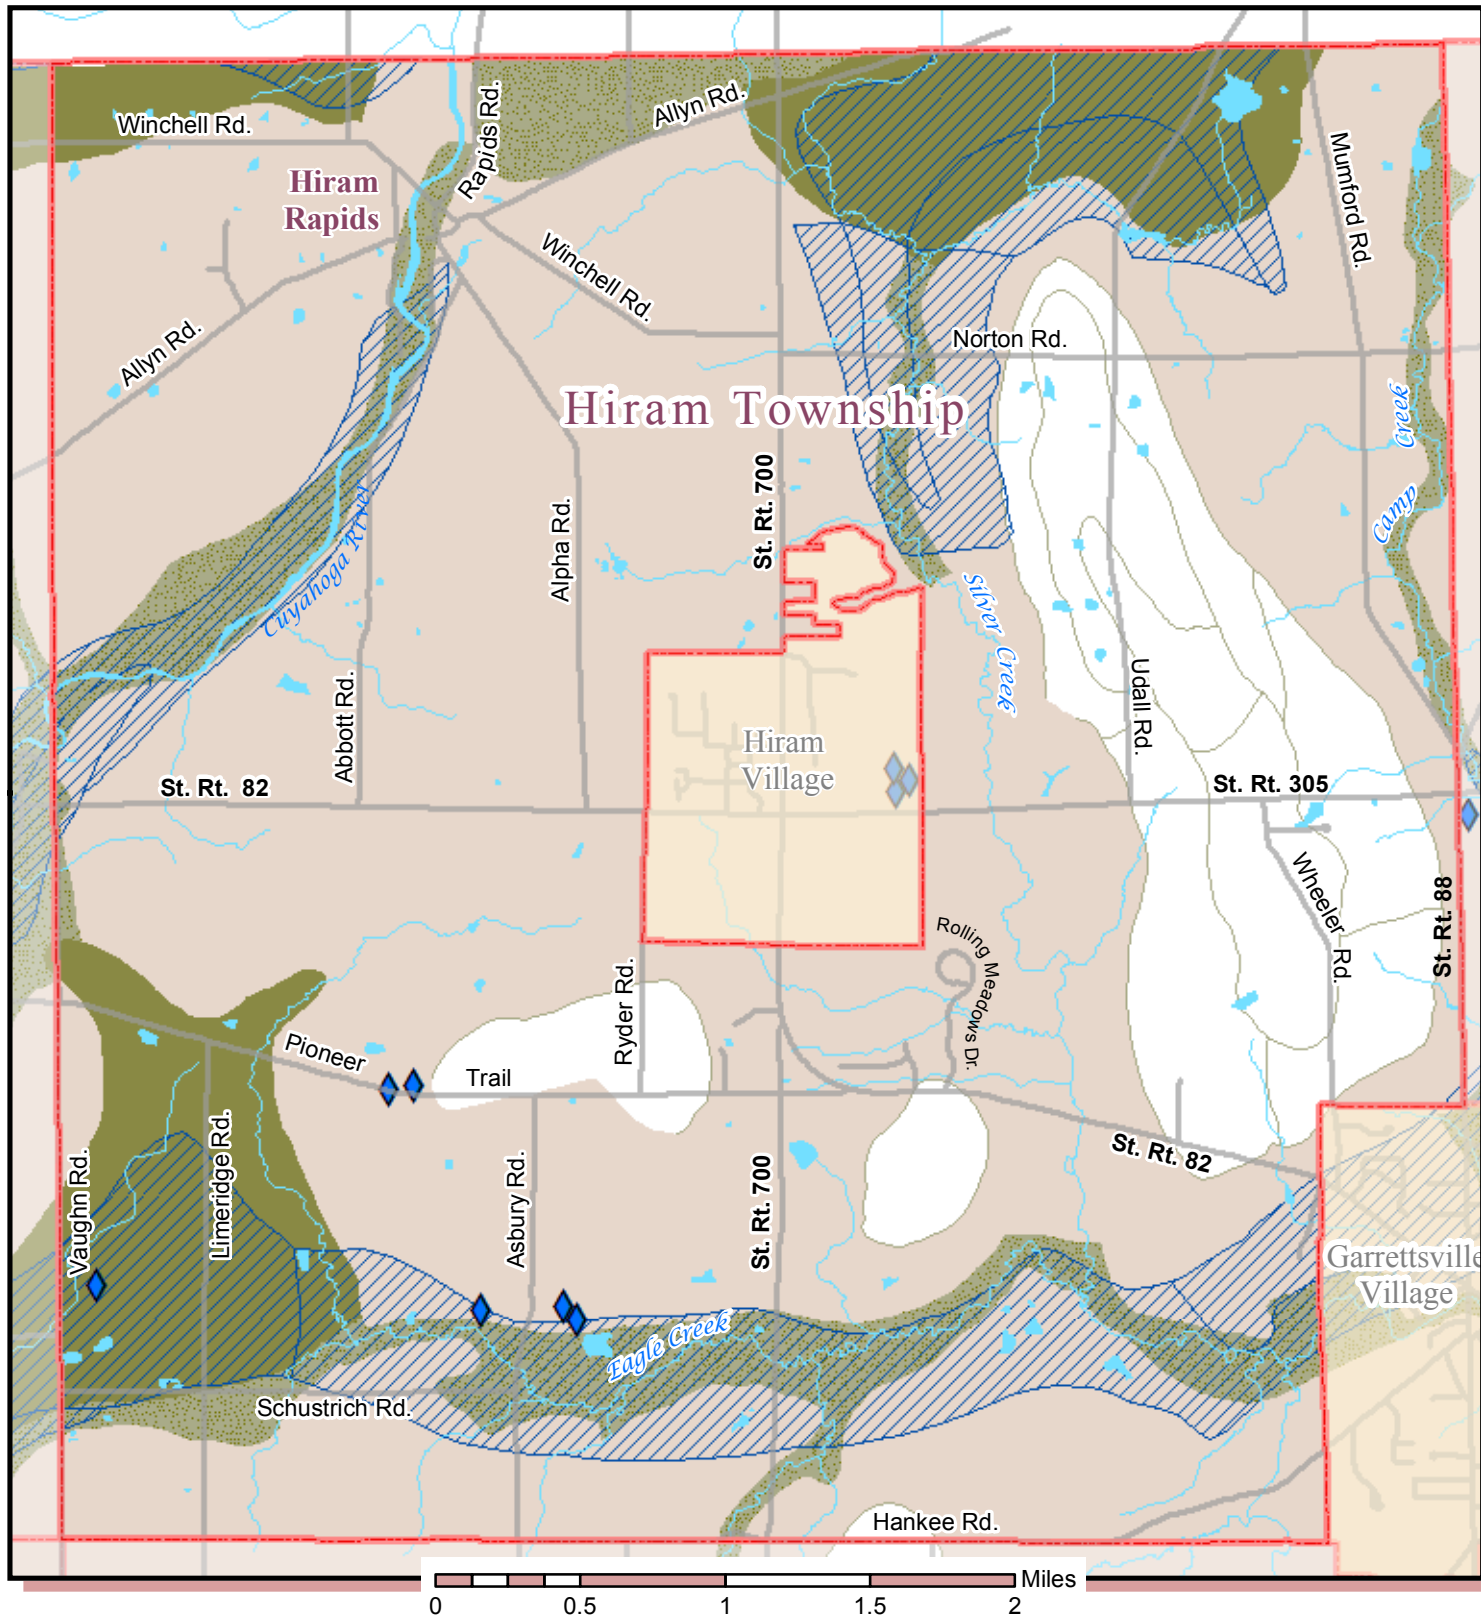 Winchell Rd.
Hiram
Rapids
Rapids Rd.
Allyn Rd.
Mumford Rd.
Winchell Rd.
Allyn Rd.
Norton Rd.
Hiram Township
Camp Creek
St. Rt. 700
Alpha Rd.
Cuyahoga River
Silver Creek
Abbott Rd.
Udall Rd.
Hiram
Village
St. Rt. 82
St. Rt. 305
Wheeler Rd.
St. Rt. 88
Rolling Meadows Dr.
Ryder Rd.
Pioneer Trail
Limeridge Rd.
Vaughn Rd.
Asbury Rd.
St. Rt. 700
St. Rt. 82
Garrettsville
Village
Eagle Creek
Schustrich Rd.
Hankee Rd.
Miles
0 0.5 1 1.5 2